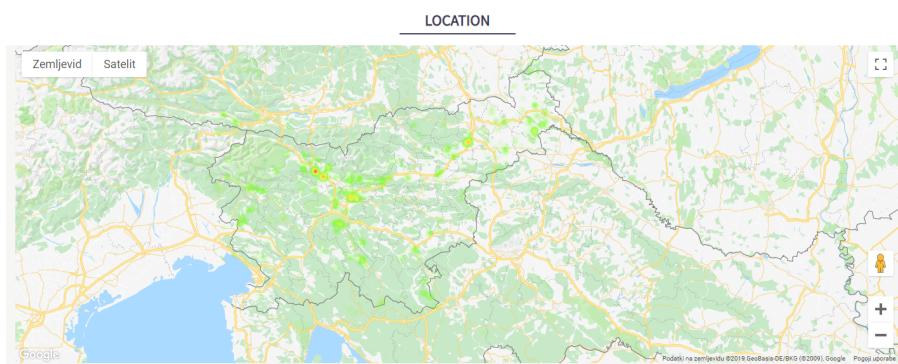 LOCATION
Zemljevid Satelit
Google
Podatki na zemljevidu ©2019 GeoBasis-DE/BKG (©2009), Google Pogoji uporabe